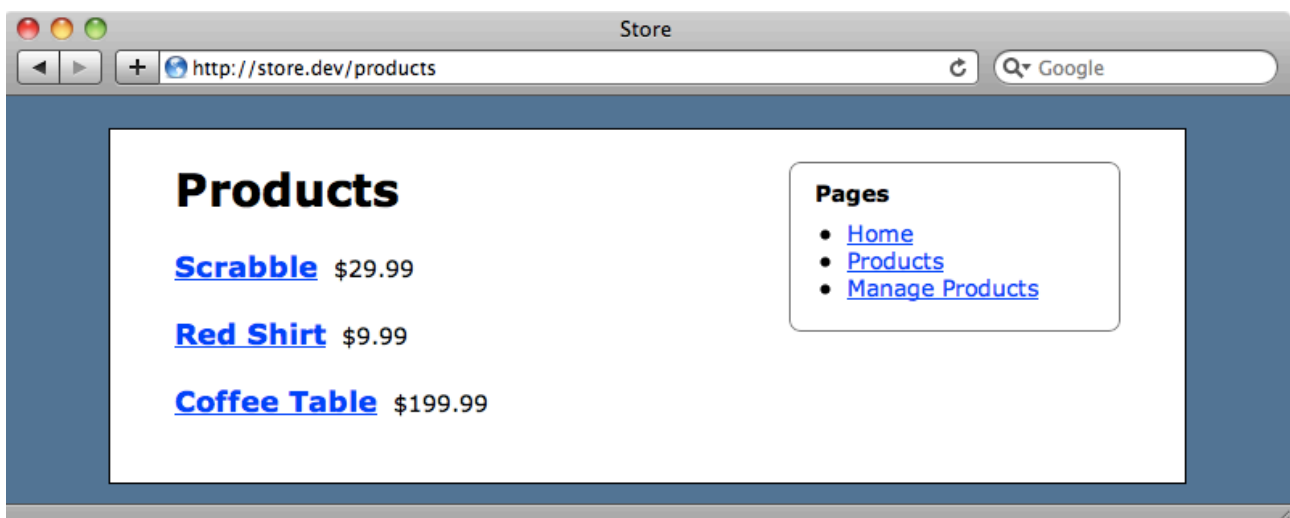 Store
http://store.dev/products
Google
Products
Scrabble $29.99
Red Shirt $9.99
Coffee Table $199.99
Pages
Home
Products
Manage Products